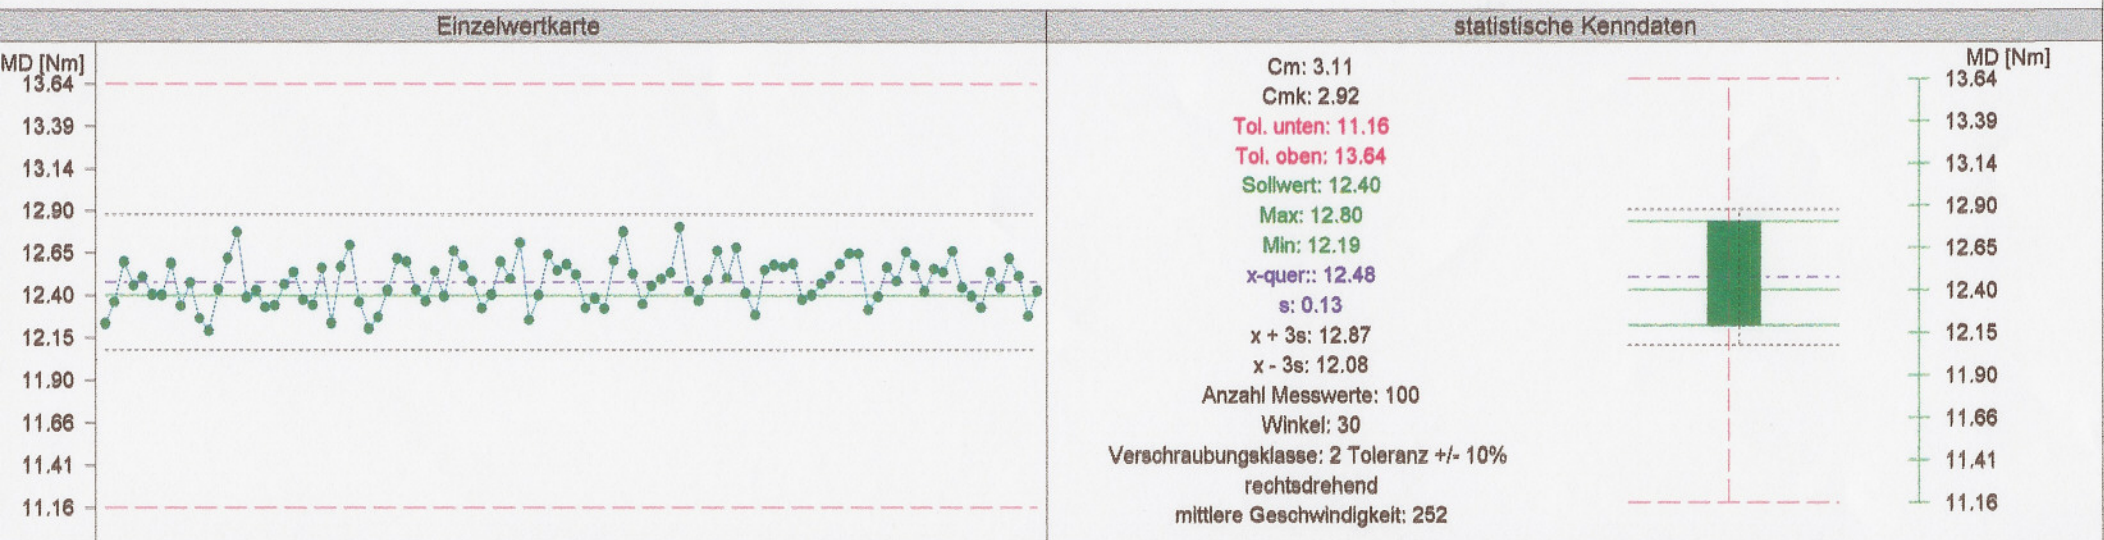 Einzelwertkarte
statistische Kenndaten
MD [Nm]
13.64
13.39
13.14
12.90
12.65
12.40
12.15
11.90
11.66
11.41
11.16
Cm: 3.11
Cmk: 2.92
Tol. unten: 11.16
Tol. oben: 13.64
Sollwert: 12.40
Max: 12.80
Min: 12.19
x-quer:: 12.48
s: 0.13
x + 3s: 12.87
x - 3s: 12.08
Anzahl Messwerte: 100
Winkel: 30
Verschraubungsklasse: 2 Toleranz +/- 10%
rechtsdrehend
mittlere Geschwindigkeit: 252
MD [Nm]
13.64
13.39
13.14
12.90
12.65
12.40
12.15
11.90
11.66
11.41
11.16